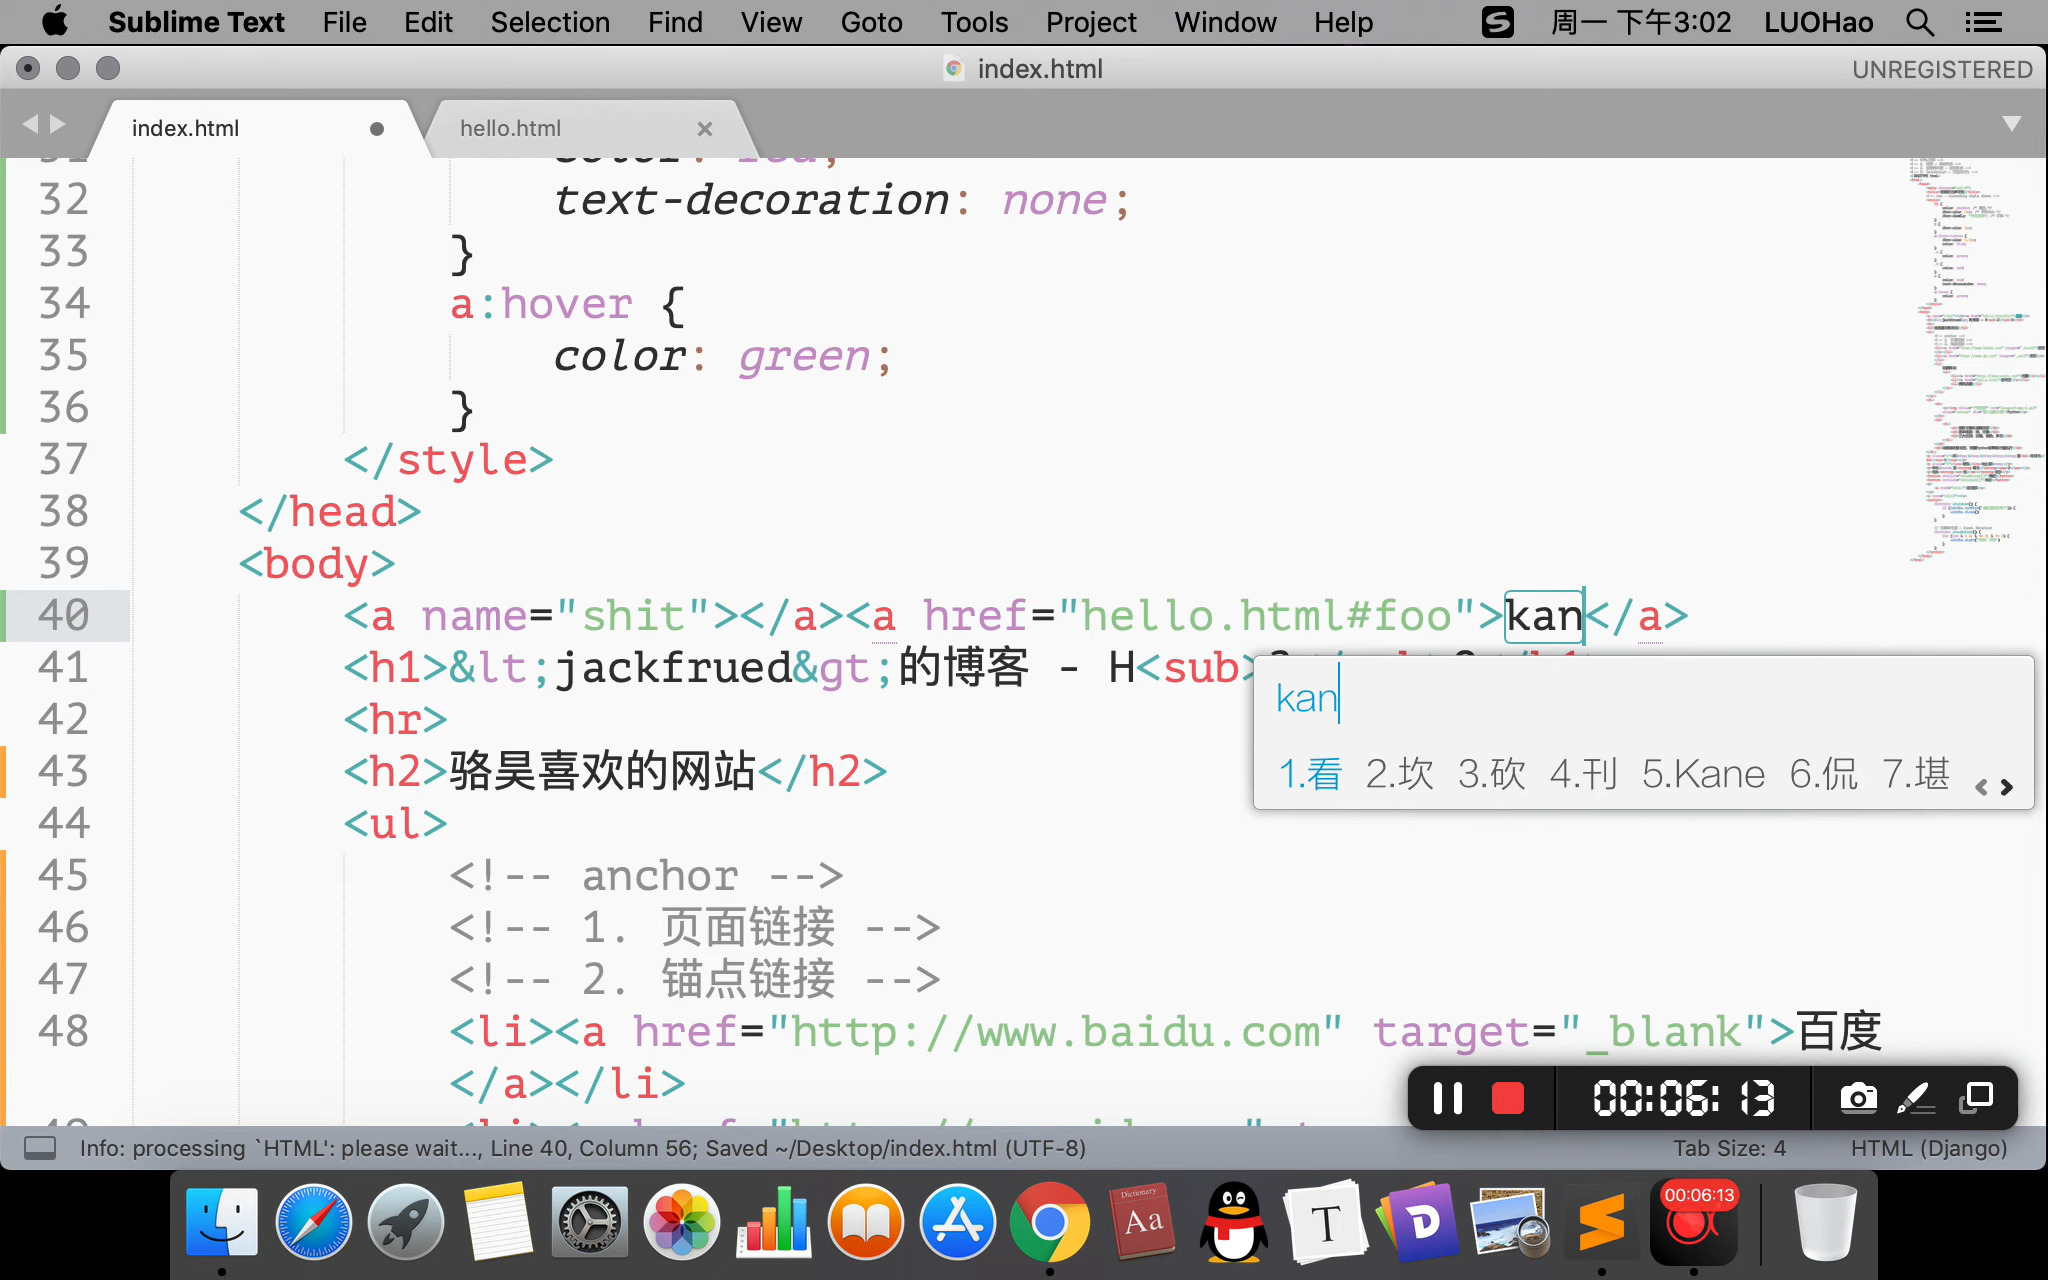 Sublime Text File Edit Selection Find View Goto Tools Project Window Help 周一 下午3:02 LUOHao
index.html UNREGISTERED
index.html hello.html
32 text-decoration: none;
33 }
34 a:hover {
35 color: green;
36 }
37 </style>
38 </head>
39 <body>
40 <a name="shit"></a><a href="hello.html#foo">kan</a>
41 <h1>&lt;jackfrued&gt;的博客 - H<sub>
kan
42 <hr>
43 <h2>骆昊喜欢的网站</h2>
1.看 2.坎 3.砍 4.刊 5.Kane 6.侃 7.堪
44 <ul>
45 <!-- anchor -->
46 <!-- 1. 页面链接 -->
47 <!-- 2. 锚点链接 -->
48 <li><a href="http://www.baidu.com" target="_blank">百度
</a></li>
00:06:13
Info: processing `HTML': please wait..., Line 40, Column 56; Saved ~/Desktop/index.html (UTF-8) Tab Size: 4 HTML (Django)
Dictionary
Aa
T
D
00:06:13